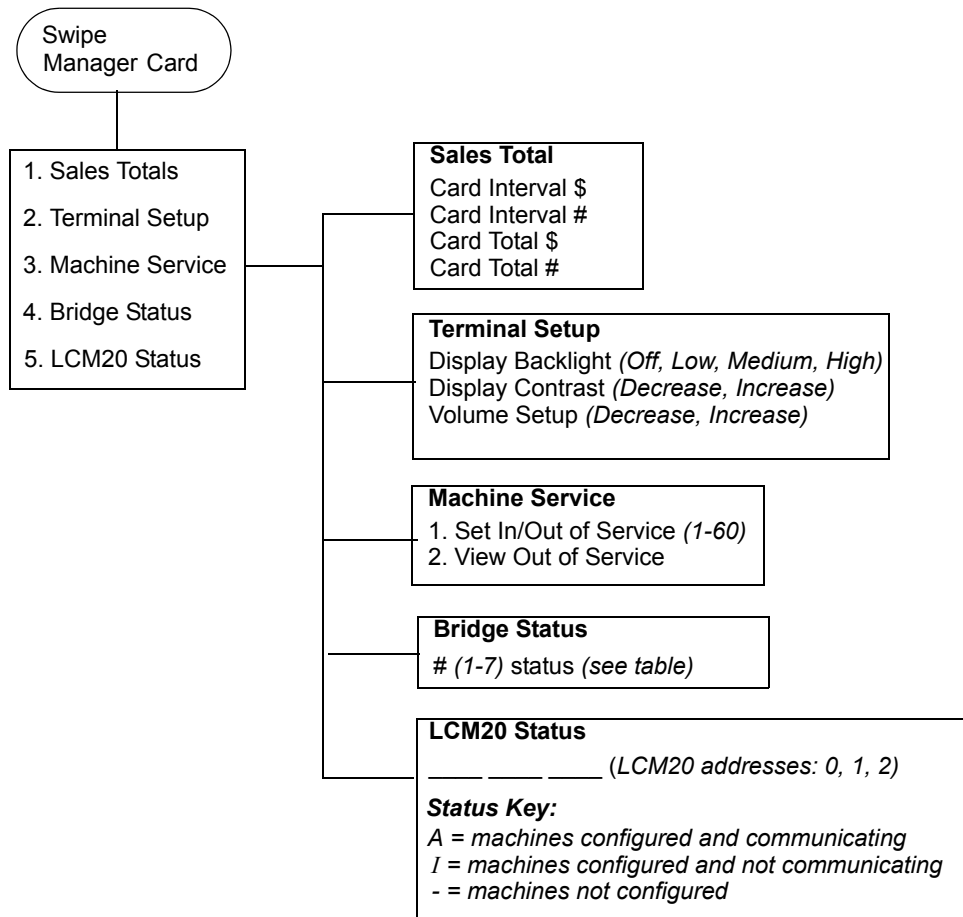 Swipe
Manager Card
1. Sales Totals
2. Terminal Setup
3. Machine Service
4. Bridge Status
5. LCM20 Status
Sales Total
Card Interval $
Card Interval #
Card Total $
Card Total #
Terminal Setup
Display Backlight (Off, Low, Medium, High)
Display Contrast (Decrease, Increase)
Volume Setup (Decrease, Increase)
Machine Service
1. Set In/Out of Service (1-60)
2. View Out of Service
Bridge Status
# (1-7) status (see table)
LCM20 Status
____ ____ ____ (LCM20 addresses: 0, 1, 2)
Status Key:
A = machines configured and communicating
I = machines configured and not communicating
- = machines not configured